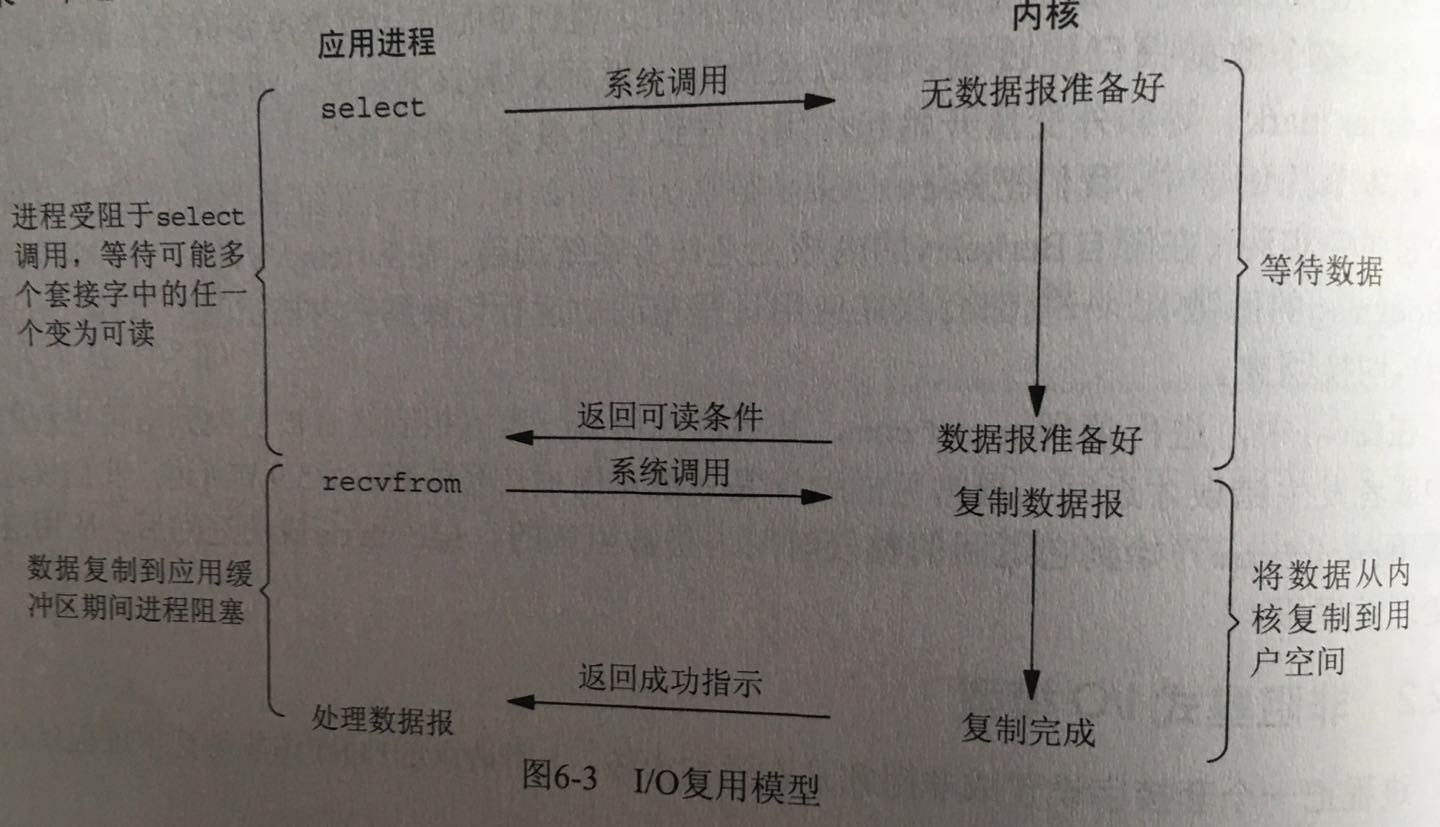 应用进程
内核
select
系统调用
无数据报准备好
进程受阻于select
调用，等待可能多
个套接字中的任一
个变为可读
等待数据
返回可读条件
数据报准备好
recvfrom
系统调用
复制数据报
数据复制到应用缓
冲区期间进程阻塞
将数据从内
核复制到用
户空间
返回成功指示
处理数据报
复制完成
图6-3 I/O复用模型